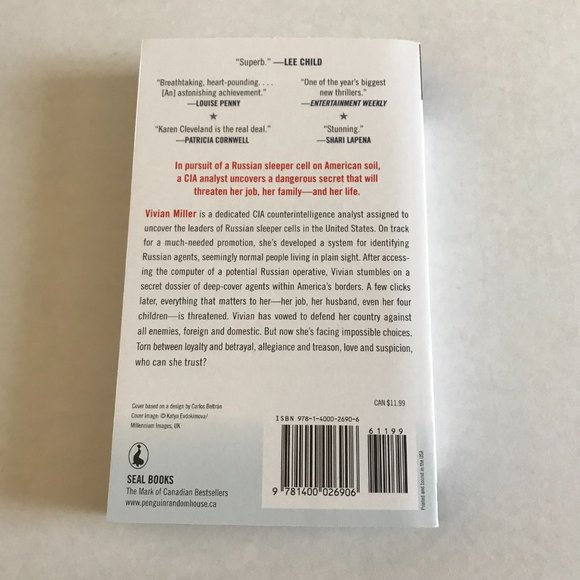 “Superb.” —LEE CHILD
“Breathtaking, heart-pounding. . . .
[An] astonishing achievement.”
—LOUISE PENNY
“One of the year’s biggest
new thrillers.”
—ENTERTAINMENT WEEKLY
“Karen Cleveland is the real deal.”
—PATRICIA CORNWELL
“Stunning.”
—SHARI LAPENA
In pursuit of a Russian sleeper cell on American soil,
a CIA analyst uncovers a dangerous secret that will
threaten her job, her family—and her life.
Vivian Miller is a dedicated CIA counterintelligence analyst assigned to
uncover the leaders of Russian sleeper cells in the United States. On track
for a much-needed promotion, she’s developed a system for identifying
Russian agents, seemingly normal people living in plain sight. After access-
ing the computer of a potential Russian operative, Vivian stumbles on a
secret dossier of deep-cover agents within America’s borders. A few clicks
later, everything that matters to her—her job, her husband, even her four
children—is threatened. Vivian has vowed to defend her country against
all enemies, foreign and domestic. But now she’s facing impossible choices.
Torn between loyalty and betrayal, allegiance and treason, love and suspicion,
who can she trust?
Cover based on a design by Carlos Beltrán
Cover image: © Katya Evdokimova/
Millennium Images, UK
CAN $11.99
ISBN 978-1-4000-2690-6
61199
9 781400 026906
SEAL BOOKS
The Mark of Canadian Bestsellers
www.penguinrandomhouse.ca
Printed and bound in the USA